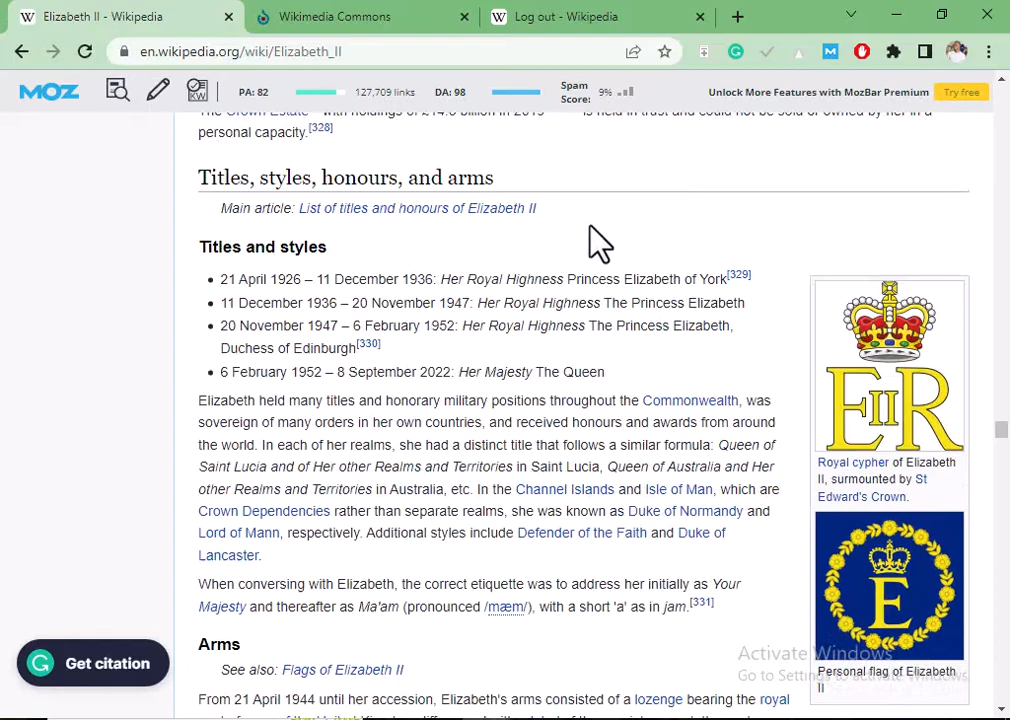 Elizabeth II - Wikipedia
Wikimedia Commons
Log out - Wikipedia
en.wikipedia.org/wiki/Elizabeth_II
MOZ
KW
PA: 82
127,709 links
DA: 98
Spam Score: 9%
Unlock More Features with MozBar Premium
Try free
personal capacity.[328]
Titles, styles, honours, and arms
Main article: List of titles and honours of Elizabeth II
Titles and styles
• 21 April 1926 – 11 December 1936: Her Royal Highness Princess Elizabeth of York[329]
• 11 December 1936 – 20 November 1947: Her Royal Highness The Princess Elizabeth
• 20 November 1947 – 6 February 1952: Her Royal Highness The Princess Elizabeth,
Duchess of Edinburgh[330]
• 6 February 1952 – 8 September 2022: Her Majesty The Queen
Elizabeth held many titles and honorary military positions throughout the Commonwealth, was
sovereign of many orders in her own countries, and received honours and awards from around
the world. In each of her realms, she had a distinct title that follows a similar formula: Queen of
Saint Lucia and of Her other Realms and Territories in Saint Lucia, Queen of Australia and Her
other Realms and Territories in Australia, etc. In the Channel Islands and Isle of Man, which are
Crown Dependencies rather than separate realms, she was known as Duke of Normandy and
Lord of Mann, respectively. Additional styles include Defender of the Faith and Duke of
Lancaster.
When conversing with Elizabeth, the correct etiquette was to address her initially as Your
Majesty and thereafter as Ma'am (pronounced /mæm/), with a short 'a' as in jam.[331]
Arms
See also: Flags of Elizabeth II
From 21 April 1944 until her accession, Elizabeth's arms consisted of a lozenge bearing the royal
EIIR
Royal cypher of Elizabeth
II, surmounted by St
Edward's Crown.
E
Personal flag of Elizabeth
II
Get citation
Activate Windows
Go to Settings to activate Windows.